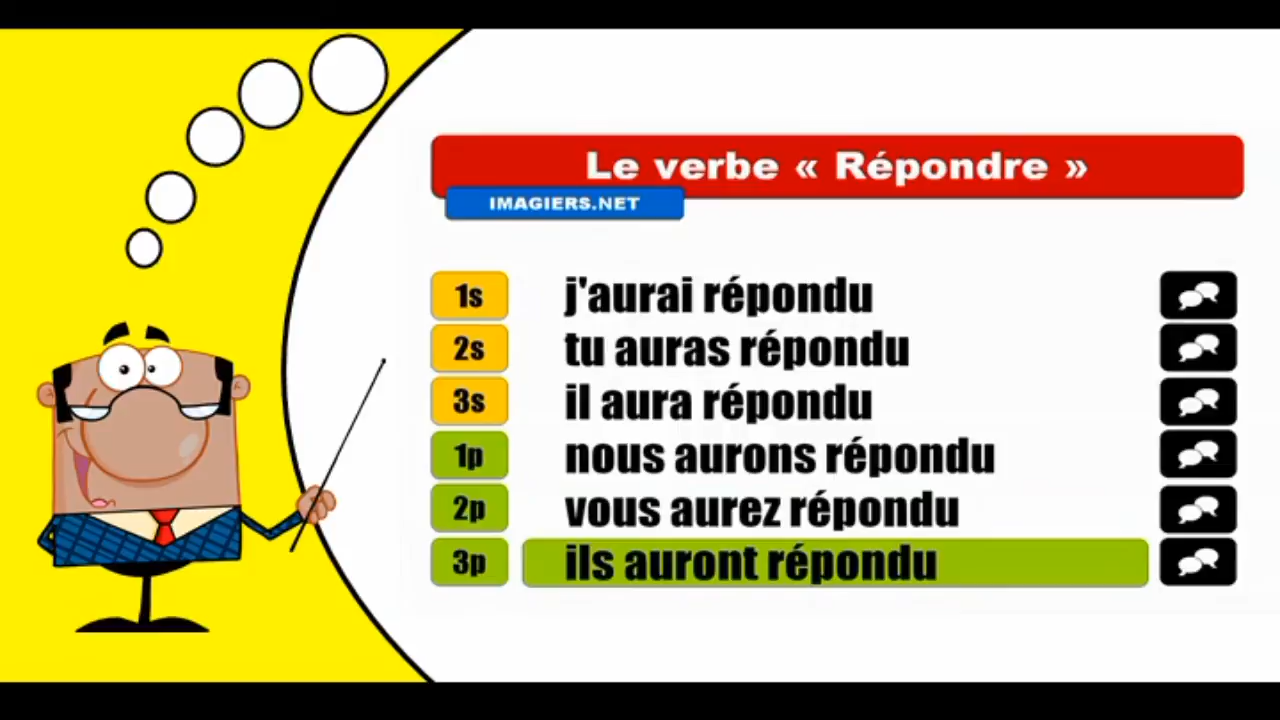 Le verbe « Répondre »
IMAGIERS.NET
1s j'aurai répondu
2s tu auras répondu
3s il aura répondu
1p nous aurons répondu
2p vous aurez répondu
3p ils auront répondu